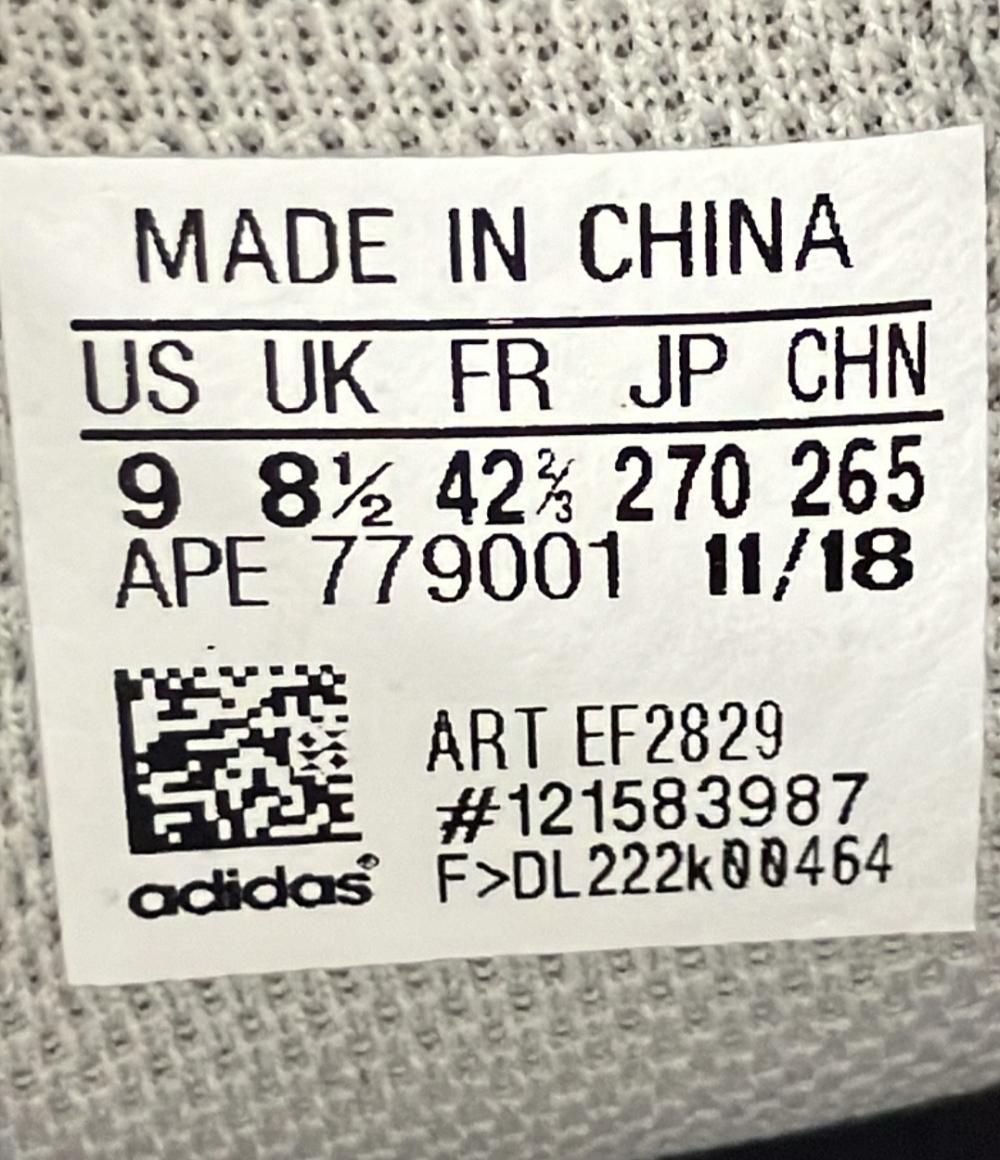 MADE IN CHINA
US UK FR JP CHN
9 8½ 42⅔ 270 265
APE 779001 11/18
ART EF2829
#121583987
F>DL222k00464
adidas®